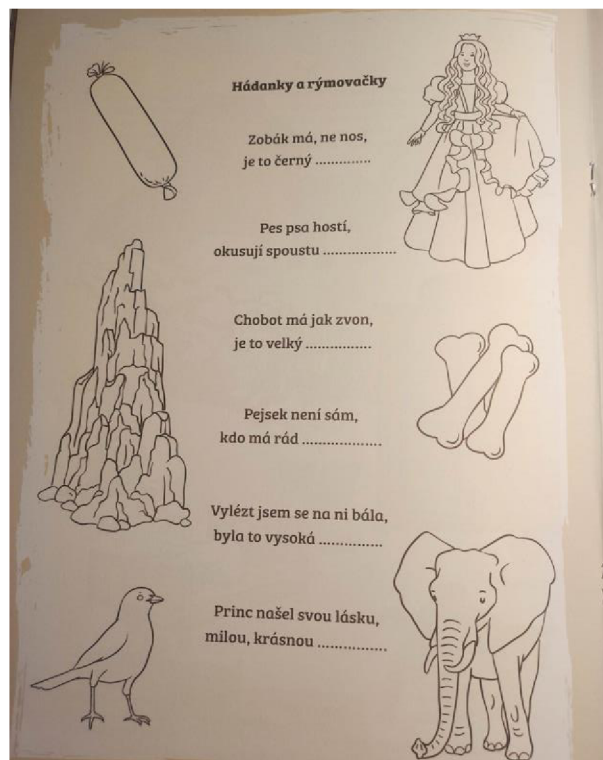 Hádanky a rýmovačky
Zobák má, ne nos,
je to černý ..............
Pes psa hostí,
okusují spoustu ..................
Chobot má jak zvon,
je to velký ................
Pejsek není sám,
kdo má rád ....................
Vylézt jsem se na ni bála,
byla to vysoká ................
Princ našel svou lásku,
milou, krásnou .................